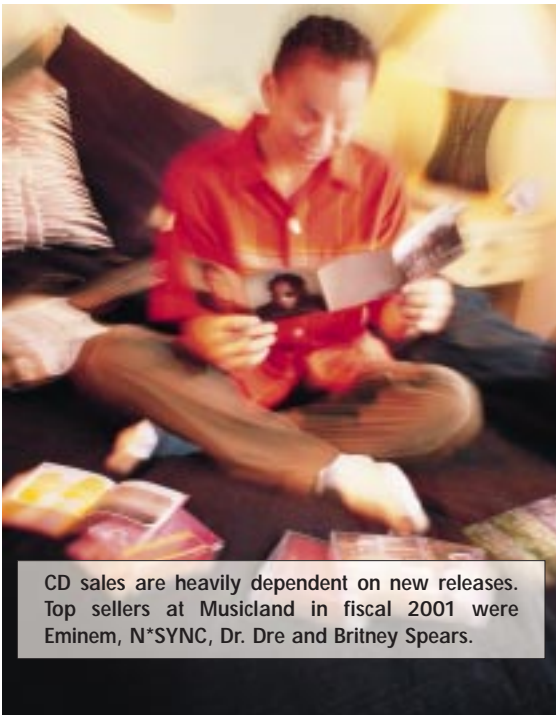 CD sales are heavily dependent on new releases.
Top sellers at Musicland in fiscal 2001 were
Eminem, N*SYNC, Dr. Dre and Britney Spears.